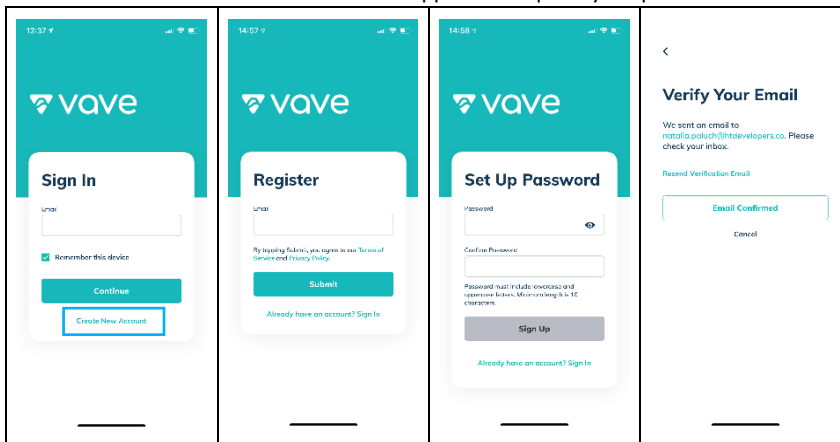 12:37
vave
Sign In
Email
Remember this device
Continue
Create New Account
14:57
vave
Register
Email
By tapping Submit, you agree to our Terms of
Service and Privacy Policy.
Submit
Already have an account? Sign In
14:58
vave
Set Up Password
Password
Confirm Password
Password must include lowercase and
uppercase letters. Minimum length is 10
characters.
Sign Up
Already have an account? Sign In
Verify Your Email
We sent an email to
natalia.paluch@htdevelopers.co. Please
check your inbox.
Resend Verification Email
Email Confirmed
Cancel